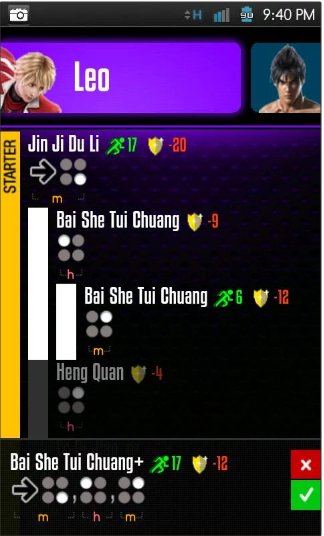 H 9:40 PM
Leo
STARTER
Jin Ji Du Li 17 -20
m
Bai She Tui Chuang -9
h
Bai She Tui Chuang 6 -12
m
Heng Quan -4
h
Bai She Tui Chuang+ 17 -12
, ,
m h m